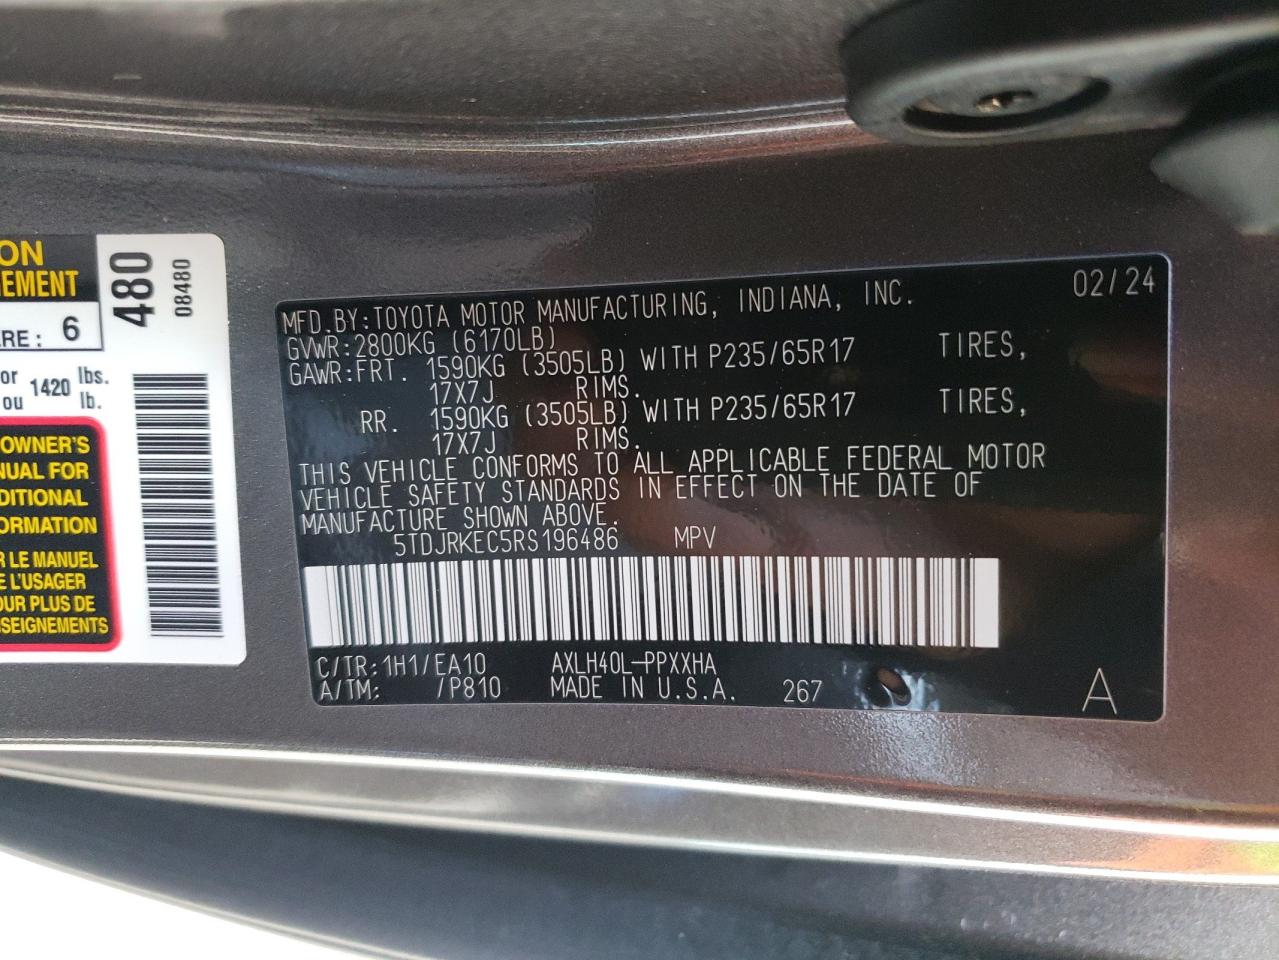 ON
EMENT
ERE: 6
or 1420 lbs.
ou lb.
OWNER'S
NUAL FOR
DITIONAL
FORMATION
R LE MANUEL
E L'USAGER
OUR PLUS DE
SEIGNEMENTS
480
08480
MFD. BY: TOYOTA MOTOR MANUFACTURING, INDIANA, INC. 02/24
GVWR: 2800KG (6170LB)
GAWR: FRT. 1590KG (3505LB) WITH P235/65R17 TIRES,
17X7J RIMS.
RR. 1590KG (3505LB) WITH P235/65R17 TIRES,
17X7J RIMS.
THIS VEHICLE CONFORMS TO ALL APPLICABLE FEDERAL MOTOR
VEHICLE SAFETY STANDARDS IN EFFECT ON THE DATE OF
MANUFACTURE SHOWN ABOVE.
5TDJRKEC5RS196486 MPV
C/TR: 1H1/EA10 AXLH40L-PPXXHA
A/TM: /P810 MADE IN U.S.A. 267 A